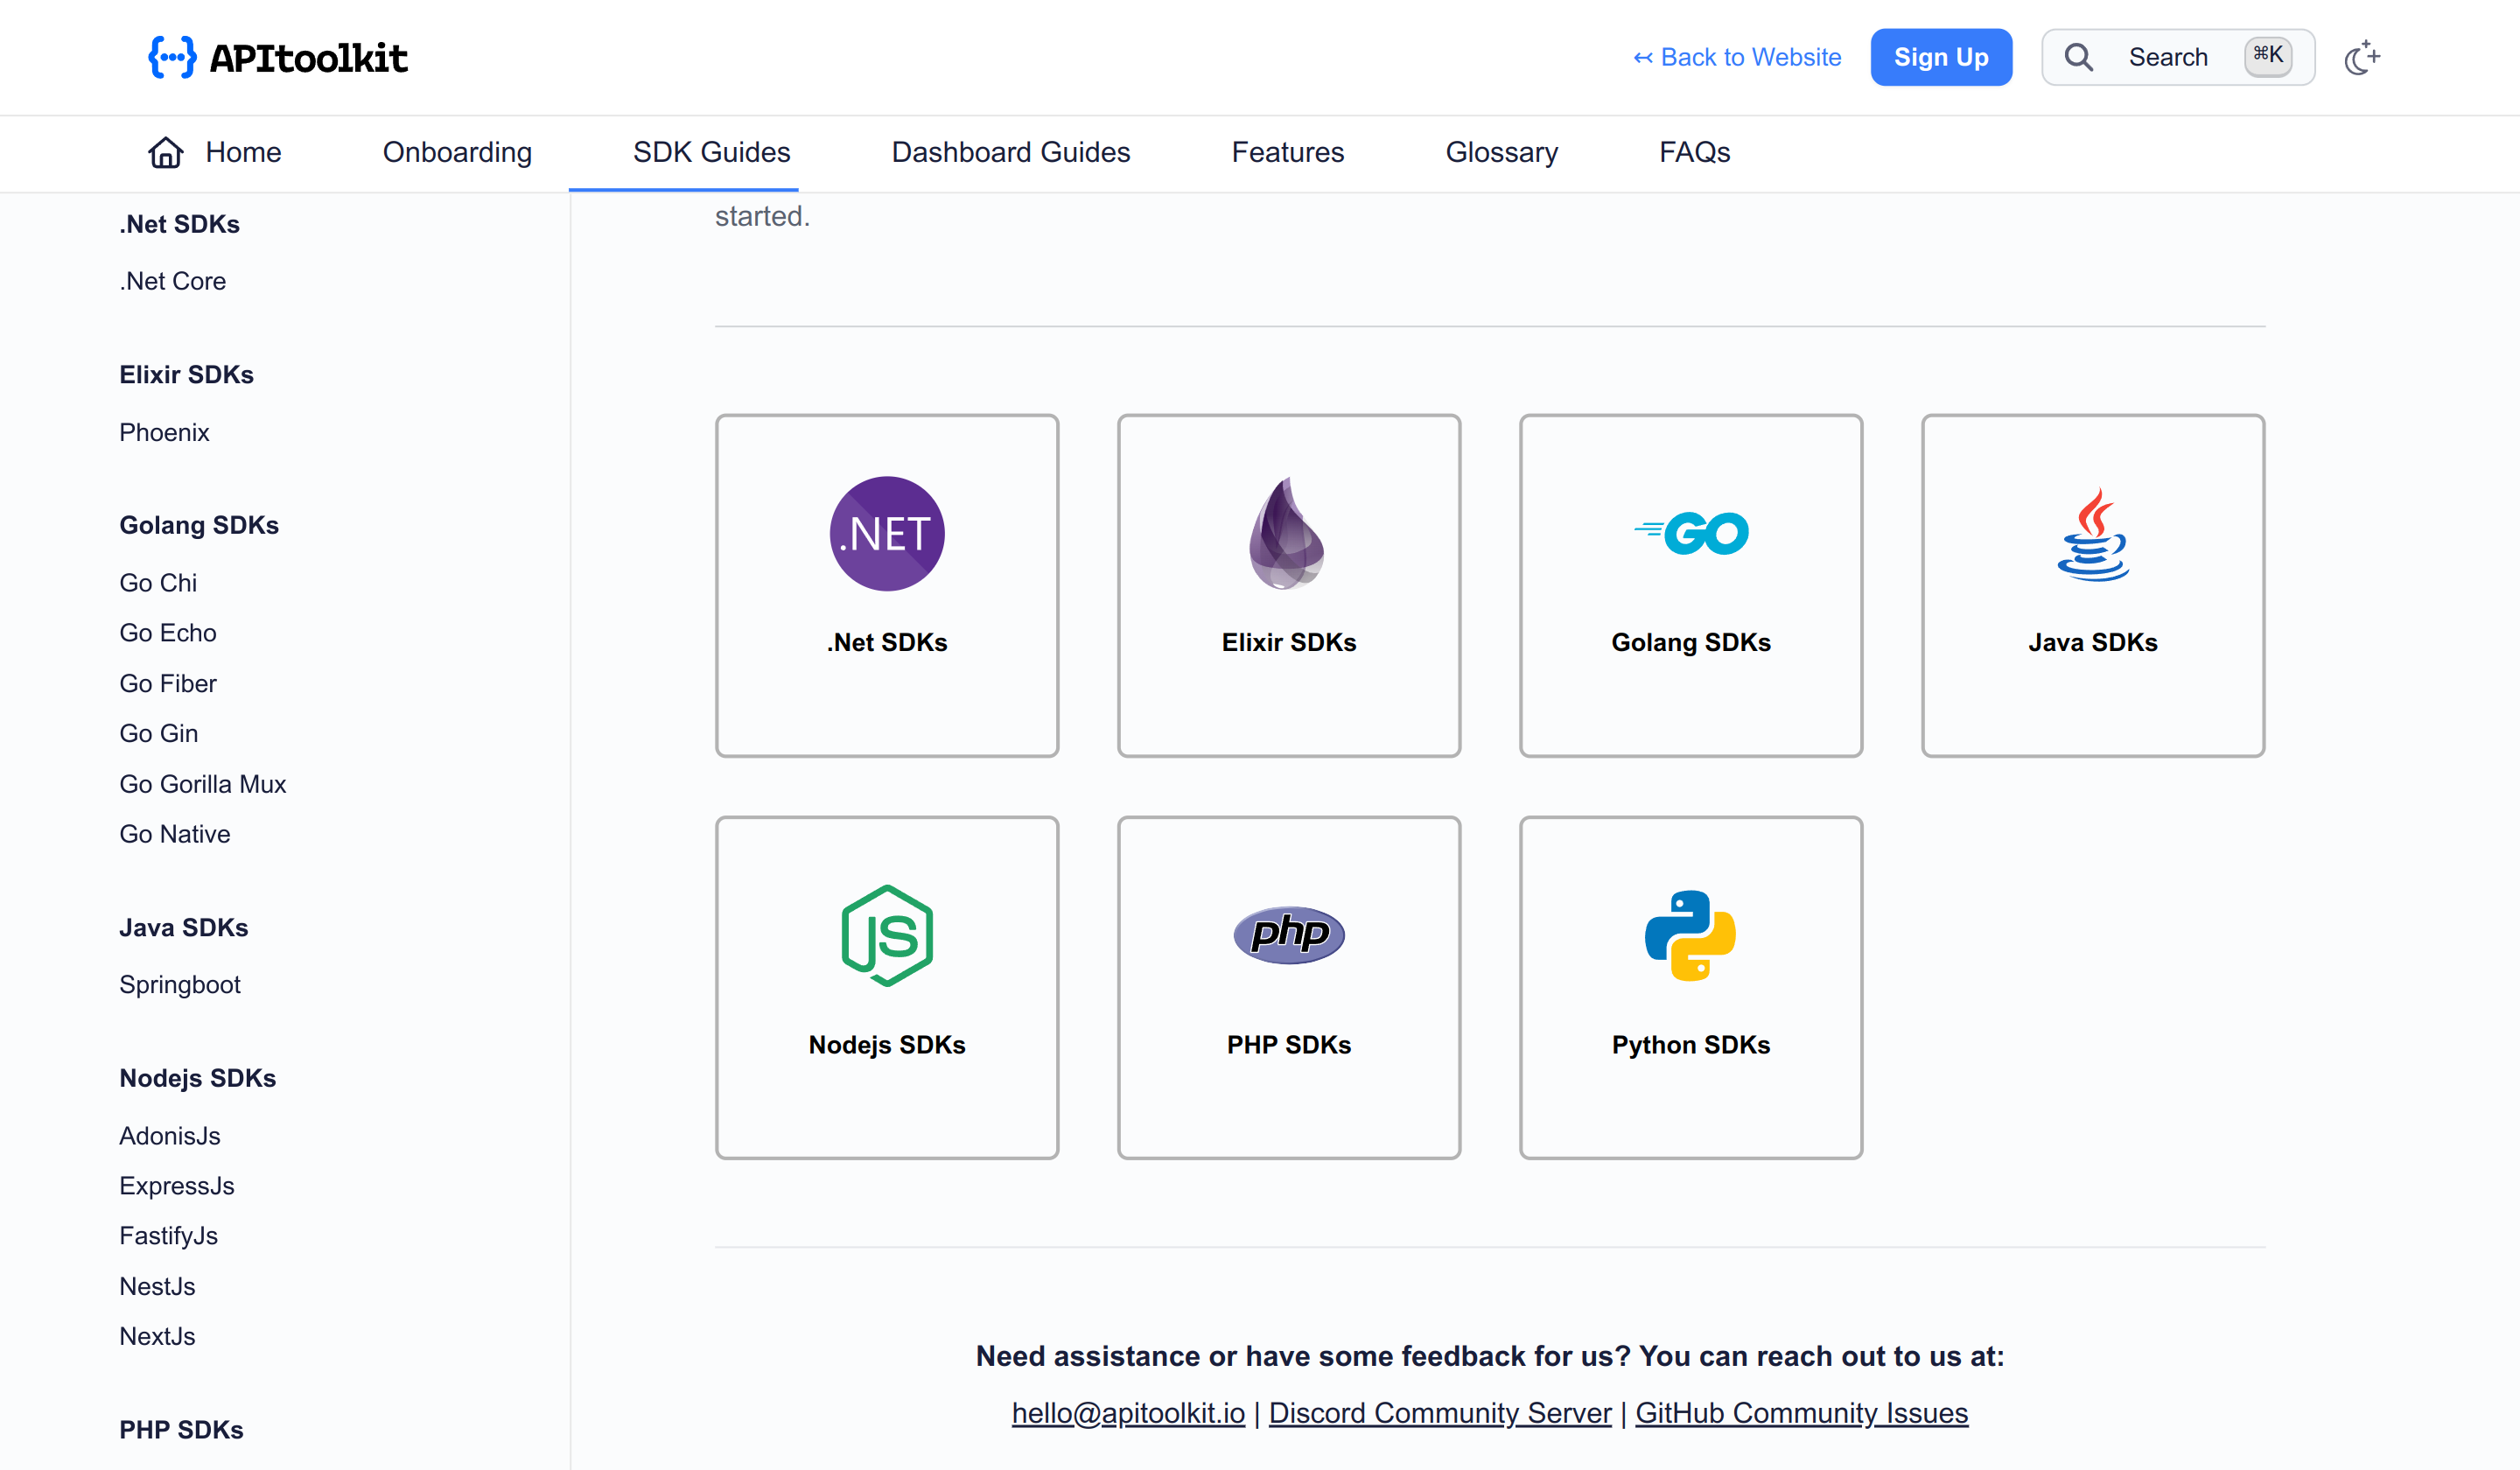 APItoolkit
↢ Back to Website
Sign Up
Search
⌘K
Home
Onboarding
SDK Guides
Dashboard Guides
Features
Glossary
FAQs
.Net SDKs
.Net Core
Elixir SDKs
Phoenix
Golang SDKs
Go Chi
Go Echo
Go Fiber
Go Gin
Go Gorilla Mux
Go Native
Java SDKs
Springboot
Nodejs SDKs
AdonisJs
ExpressJs
FastifyJs
NestJs
NextJs
PHP SDKs
started.
.NET
.Net SDKs
Elixir SDKs
GO
Golang SDKs
Java SDKs
JS
Nodejs SDKs
php
PHP SDKs
Python SDKs
Need assistance or have some feedback for us? You can reach out to us at:
hello@apitoolkit.io | Discord Community Server | GitHub Community Issues